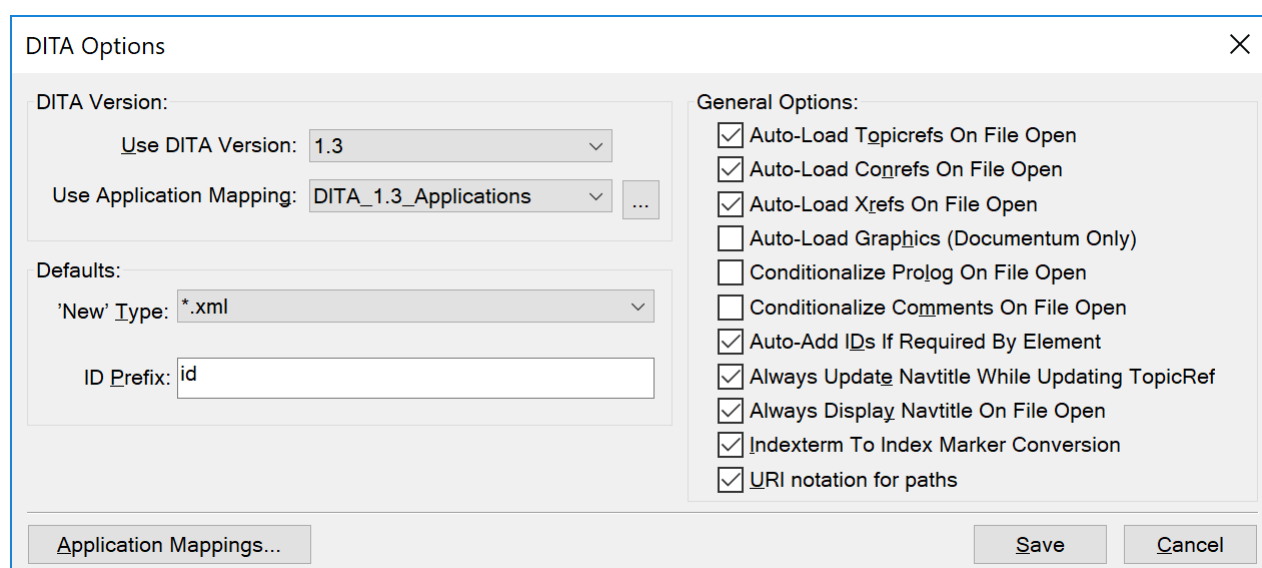 DITA Options
DITA Version:
Use DITA Version: 1.3
Use Application Mapping: DITA_1.3_Applications ...
Defaults:
'New' Type: *.xml
ID Prefix: id
General Options:
Auto-Load Topicrefs On File Open
Auto-Load Conrefs On File Open
Auto-Load Xrefs On File Open
Auto-Load Graphics (Documentum Only)
Conditionalize Prolog On File Open
Conditionalize Comments On File Open
Auto-Add IDs If Required By Element
Always Update Navtitle While Updating TopicRef
Always Display Navtitle On File Open
Indexterm To Index Marker Conversion
URI notation for paths
Application Mappings... Save Cancel